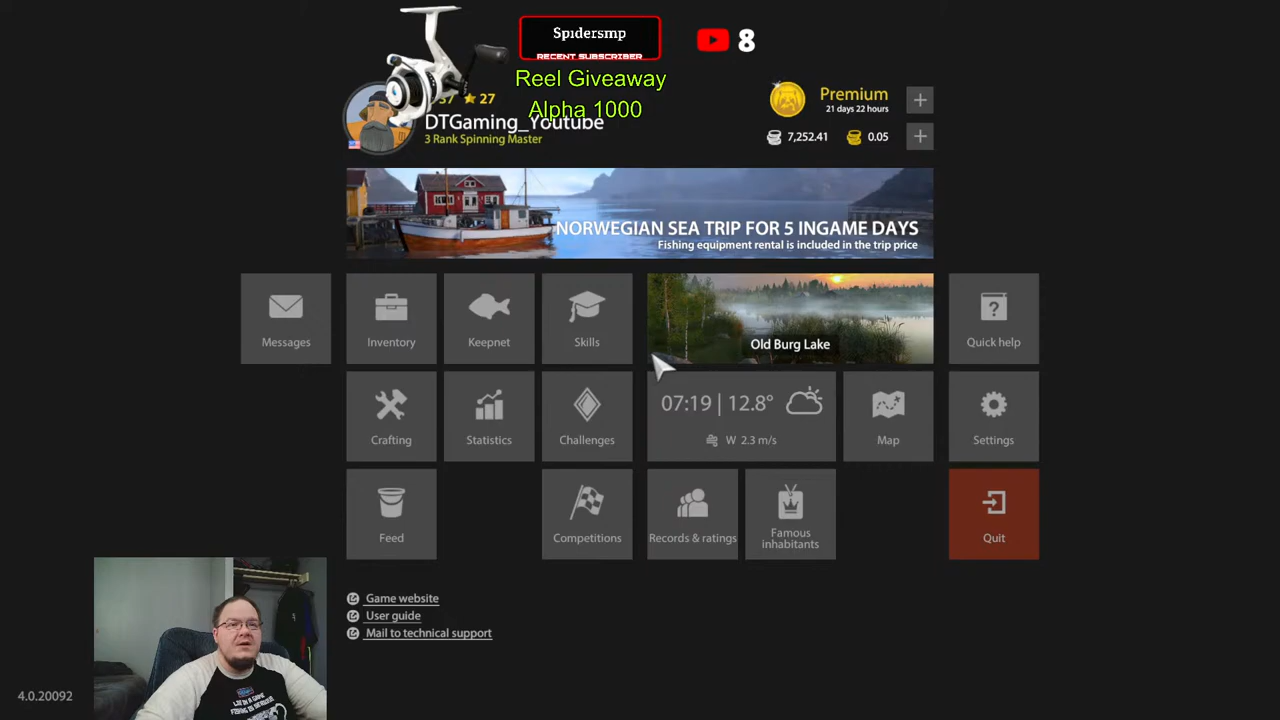 Spidersmp
RECENT SUBSCRIBER
8
Reel Giveaway
Alpha 1000
37 27
DTGaming_Youtube
3 Rank Spinning Master
Premium
21 days 22 hours
7,252.41 0.05
NORWEGIAN SEA TRIP FOR 5 INGAME DAYS
Fishing equipment rental is included in the trip price
Messages
Inventory
Keepnet
Skills
Old Burg Lake
Quick help
Crafting
Statistics
Challenges
07:19 | 12.8°
W 2.3 m/s
Map
Settings
Feed
Competitions
Records & ratings
Famous
inhabitants
Quit
Game website
User guide
Mail to technical support
4.0.20092